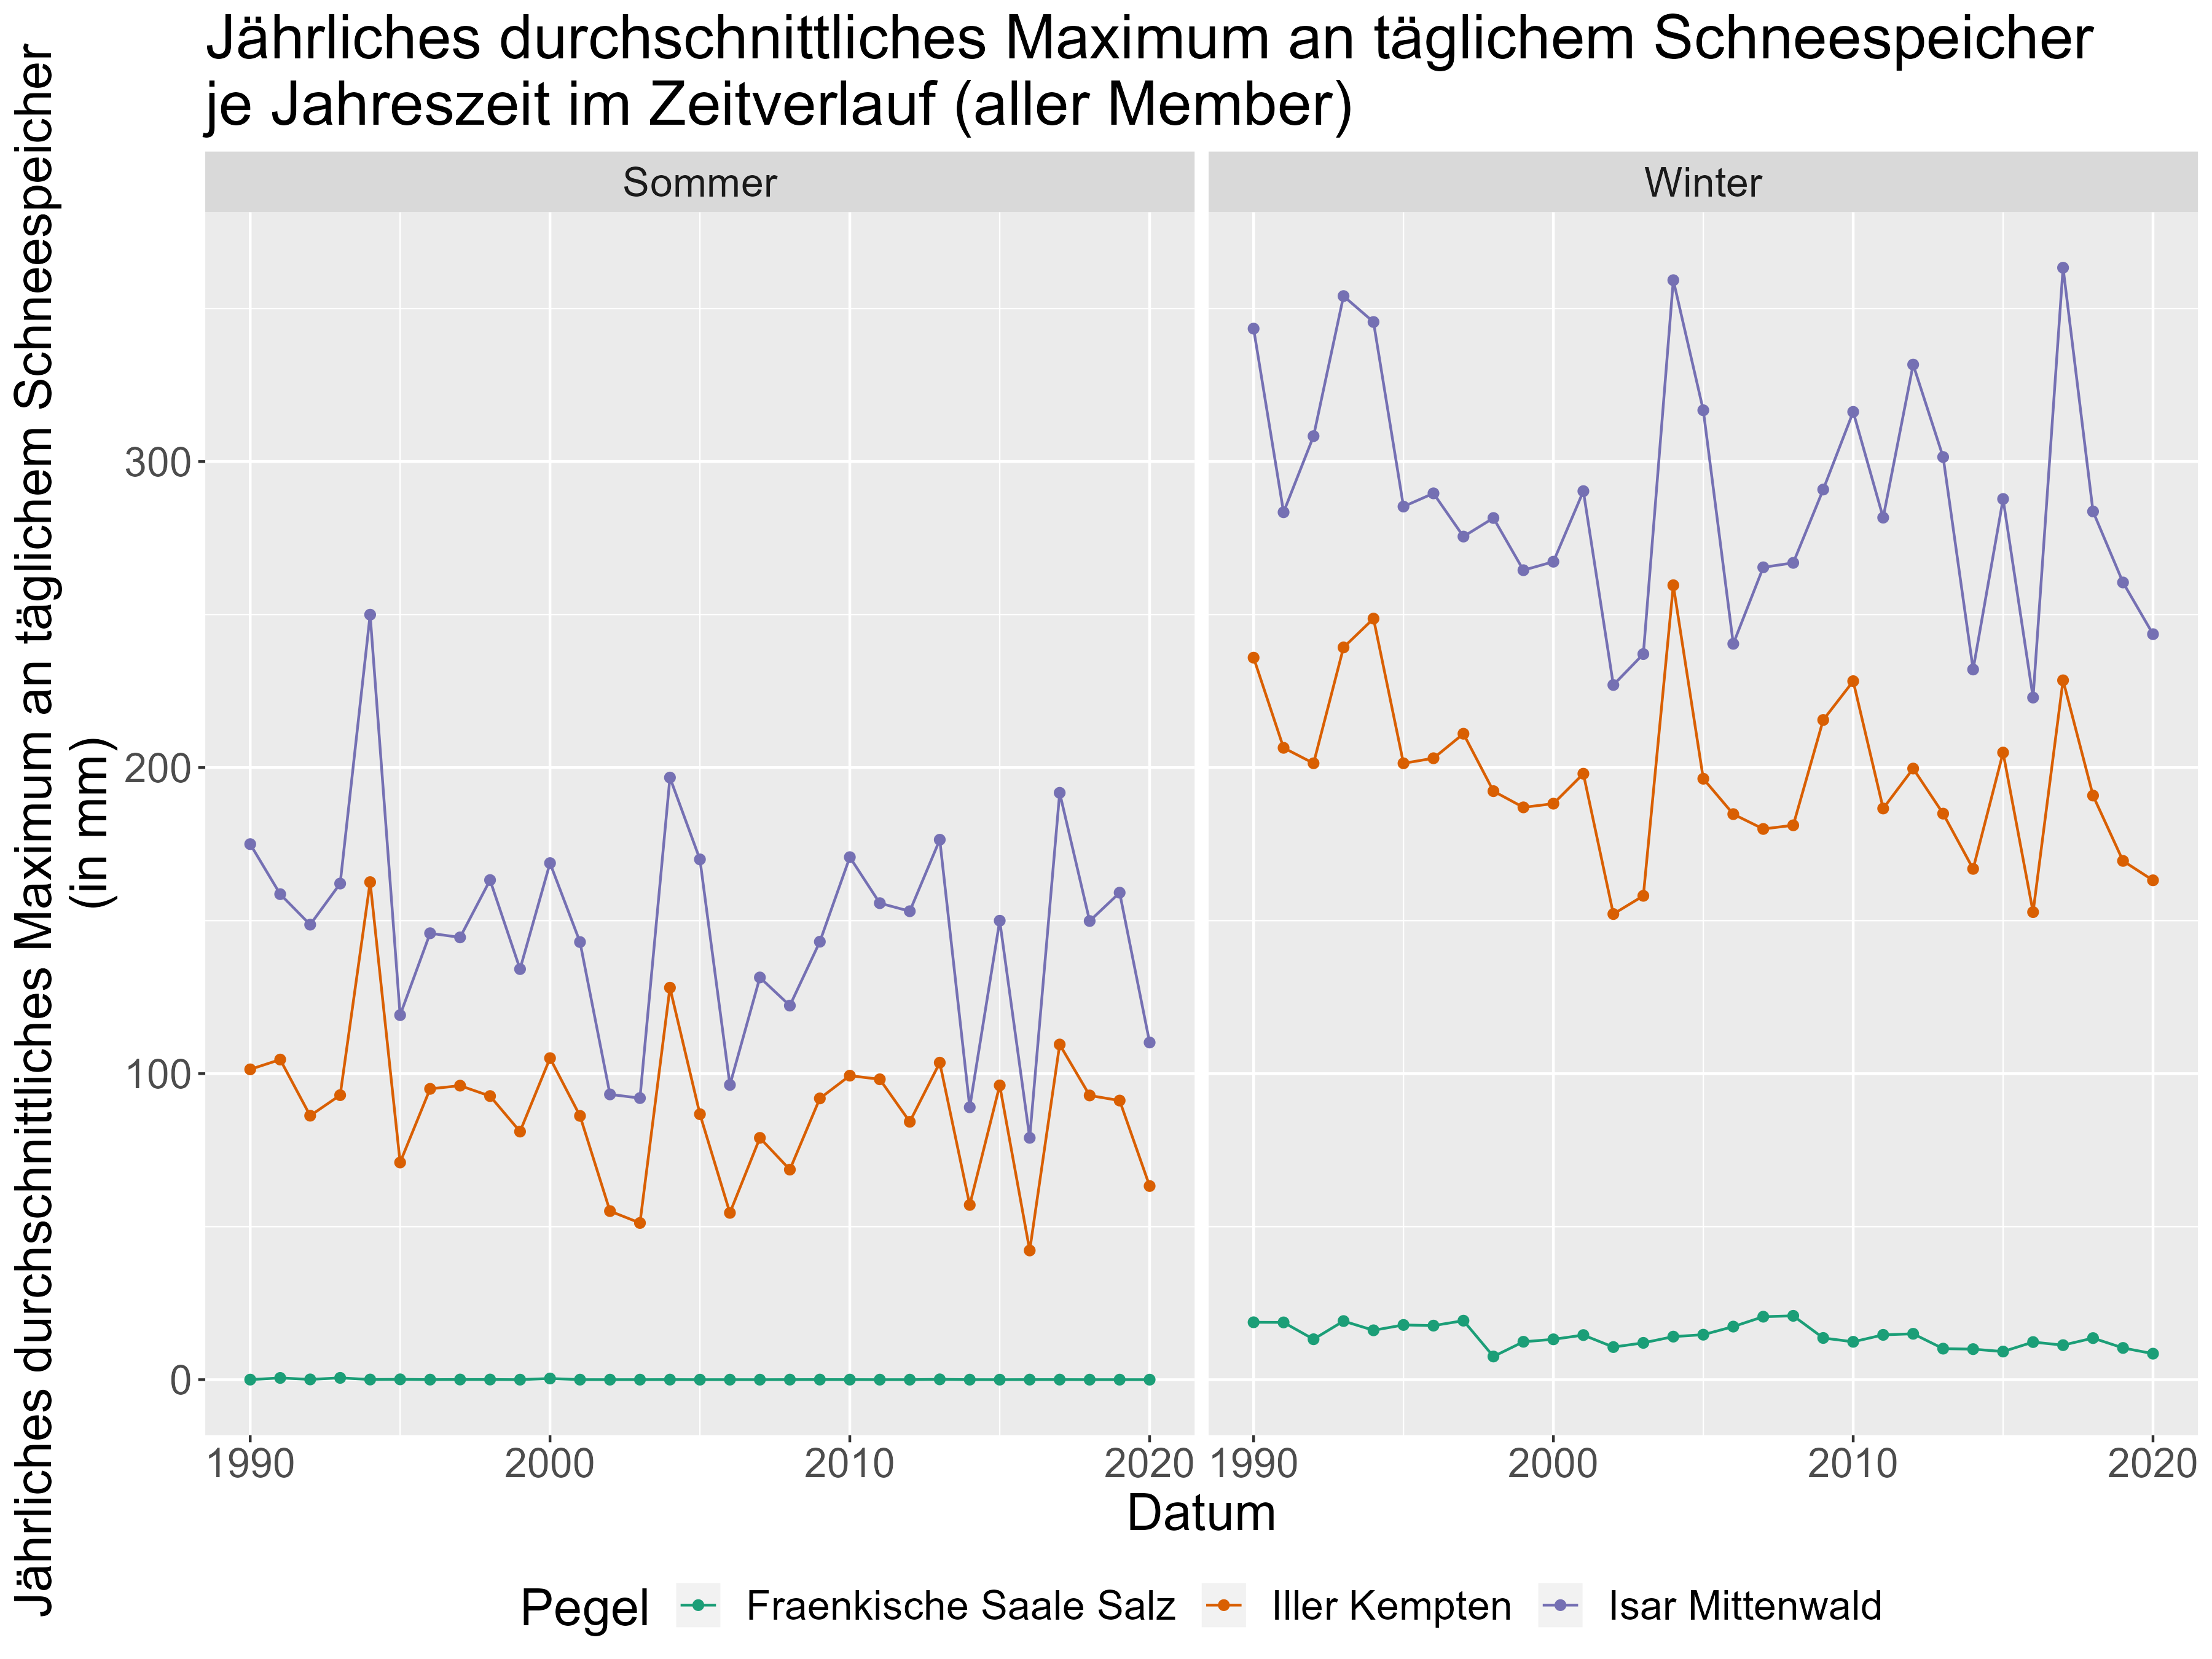 Jährliches durchschnittliches Maximum an täglichem Schneespeicher
je Jahreszeit im Zeitverlauf (aller Member)
Jährliches durchschnittliches Maximum an täglichem Schneespeicher
(in mm)
Sommer
Winter
300
200
100
0
1990
2000
2010
2020
1990
2000
2010
2020
Datum
Pegel
Fraenkische Saale Salz
Iller Kempten
Isar Mittenwald